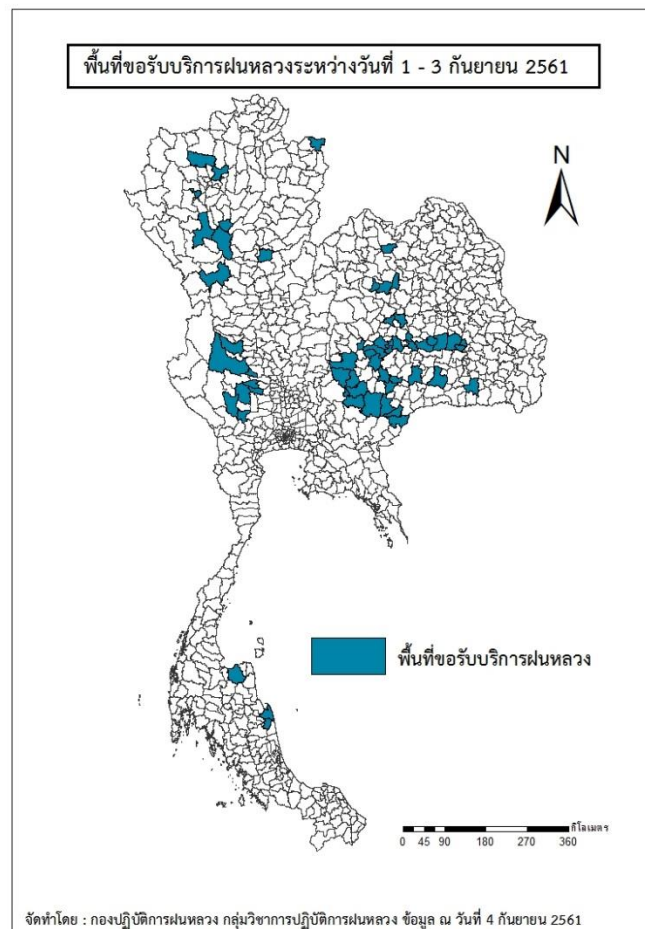 พื้นที่ขอรับบริการฝนหลวงระหว่างวันที่ 1 - 3 กันยายน 2561
N
พื้นที่ขอรับบริการฝนหลวง
กิโลเมตร
0 45 90 180 270 360
จัดทำโดย : กองปฏิบัติการฝนหลวง กลุ่มวิชาการปฏิบัติการฝนหลวง ข้อมูล ณ วันที่ 4 กันยายน 2561